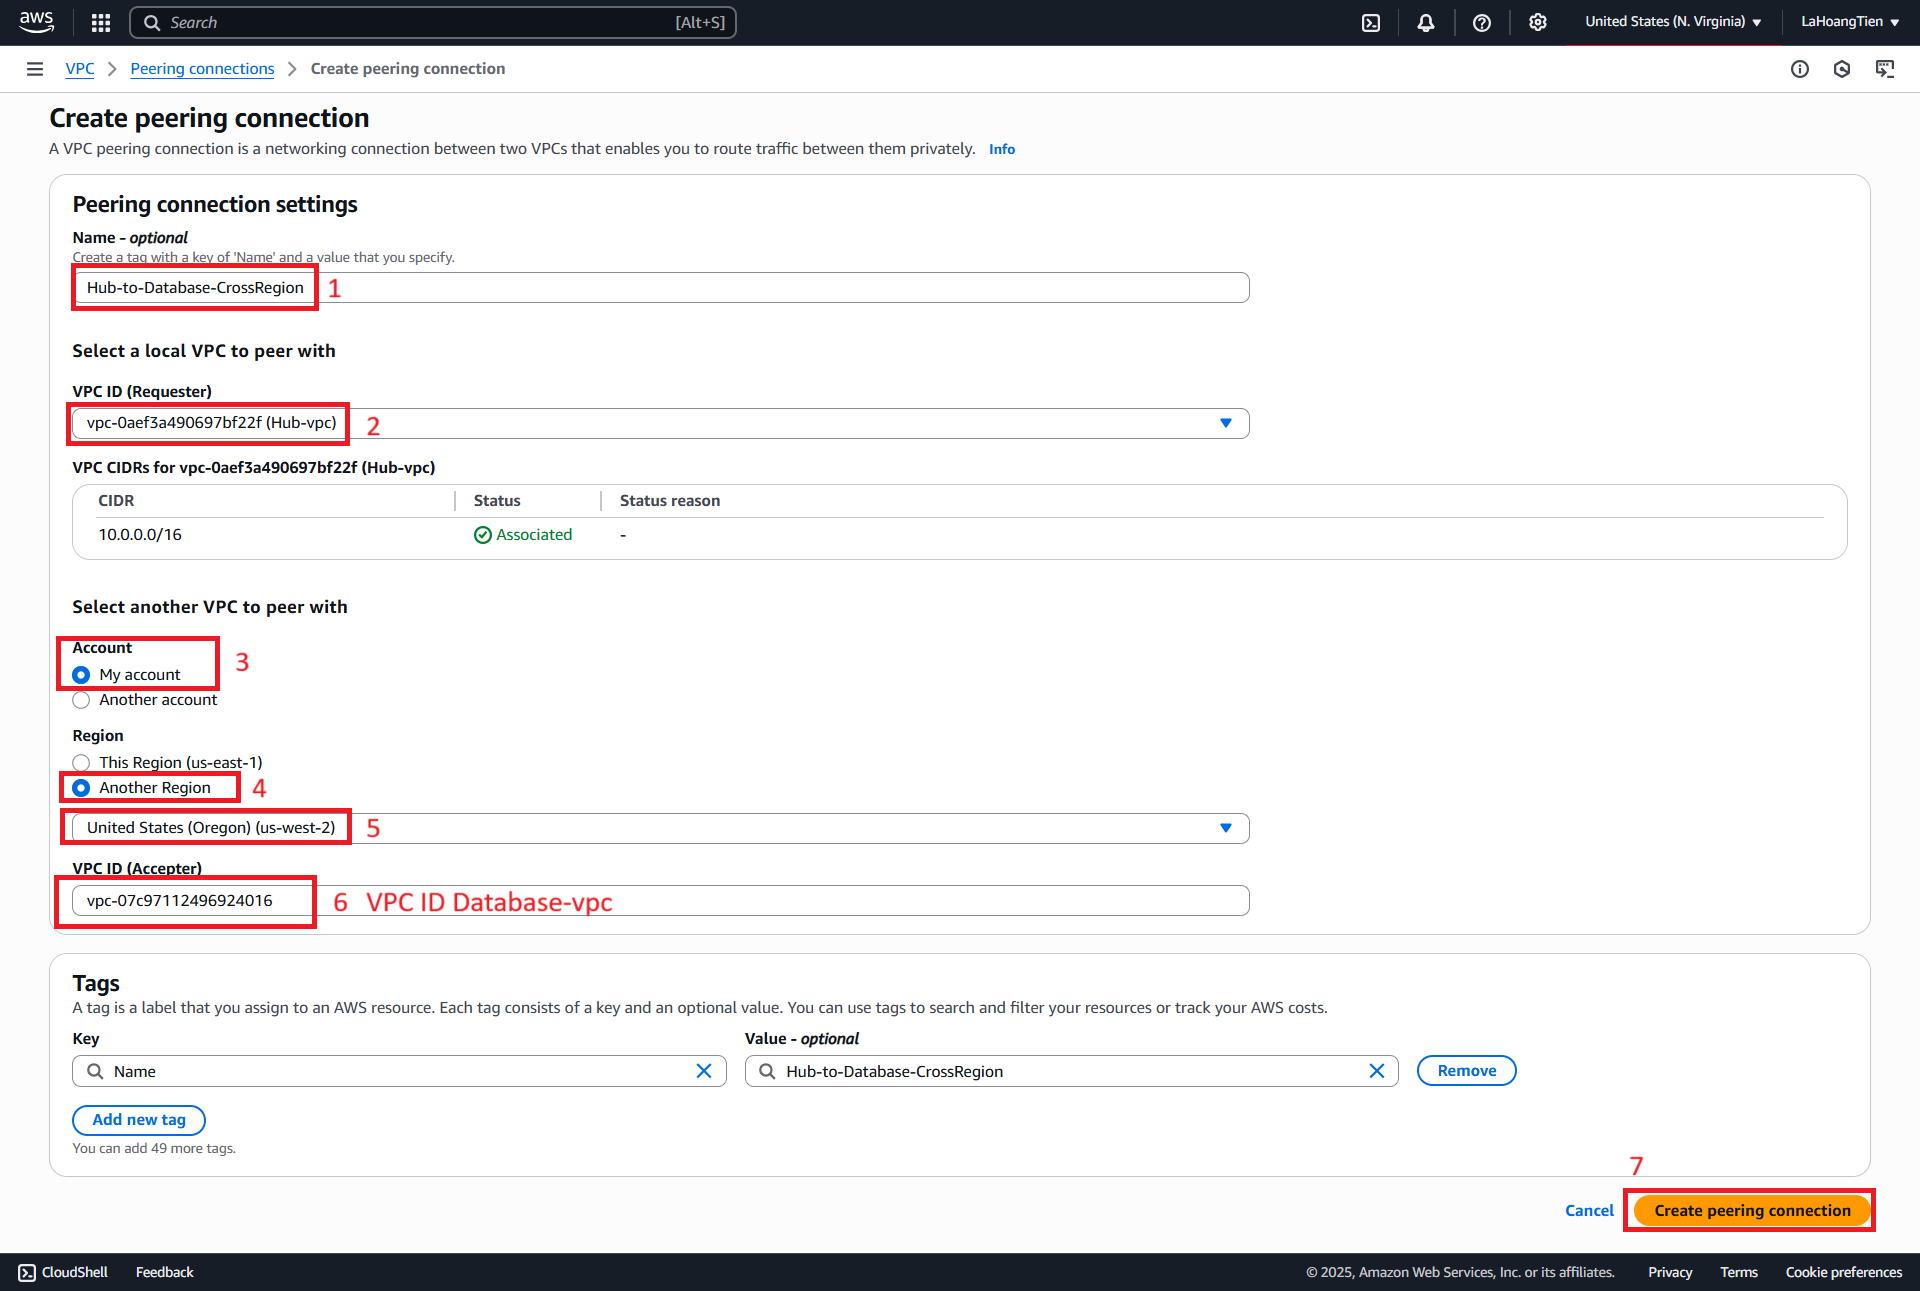 aws
Search [Alt+S]
United States (N. Virginia) LaHoangTien
VPC Peering connections Create peering connection
Create peering connection
A VPC peering connection is a networking connection between two VPCs that enables you to route traffic between them privately. Info
Peering connection settings
Name - optional
Create a tag with a key of 'Name' and a value that you specify.
Hub-to-Database-CrossRegion 1
Select a local VPC to peer with
VPC ID (Requester)
vpc-0aef3a490697bf22f (Hub-vpc) 2
VPC CIDRs for vpc-0aef3a490697bf22f (Hub-vpc)
CIDR Status Status reason
10.0.0.0/16 Associated -
Select another VPC to peer with
Account
3
My account
Another account
Region
This Region (us-east-1)
Another Region 4
United States (Oregon) (us-west-2) 5
VPC ID (Accepter)
vpc-07c97112496924016 6 VPC ID Database-vpc
Tags
A tag is a label that you assign to an AWS resource. Each tag consists of a key and an optional value. You can use tags to search and filter your resources or track your AWS costs.
Key Value - optional
Name Hub-to-Database-CrossRegion Remove
Add new tag
You can add 49 more tags.
7
Cancel Create peering connection
CloudShell Feedback © 2025, Amazon Web Services, Inc. or its affiliates. Privacy Terms Cookie preferences